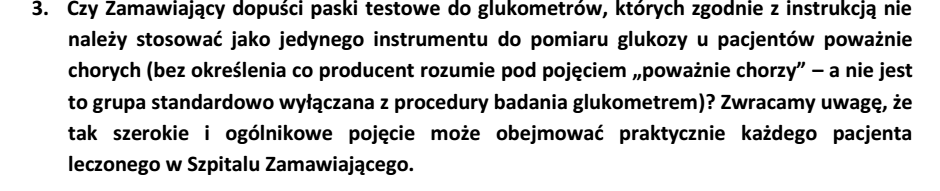 3. Czy Zamawiający dopuści paski testowe do glukometrów, których zgodnie z instrukcją nie
należy stosować jako jedynego instrumentu do pomiaru glukozy u pacjentów poważnie
chorych (bez określenia co producent rozumie pod pojęciem „poważnie chorzy” – a nie jest
to grupa standardowo wyłączana z procedury badania glukometrem)? Zwracamy uwagę, że
tak szerokie i ogólnikowe pojęcie może obejmować praktycznie każdego pacjenta
leczonego w Szpitalu Zamawiającego.